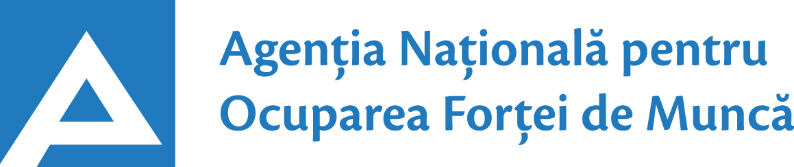 Agenția Națională pentru
Ocuparea Forței de Muncă